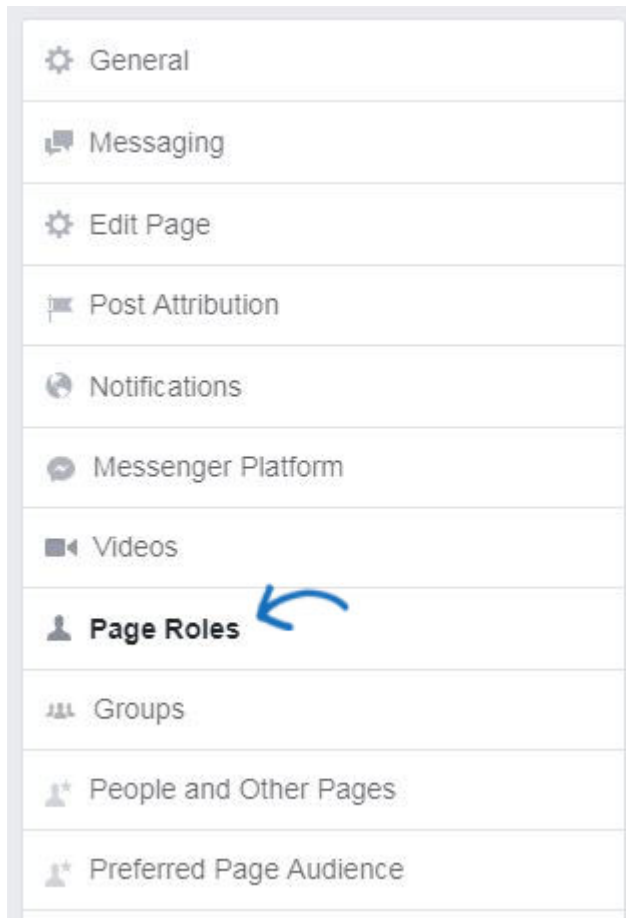 General
Messaging
Edit Page
Post Attribution
Notifications
Messenger Platform
Videos
Page Roles
Groups
People and Other Pages
Preferred Page Audience